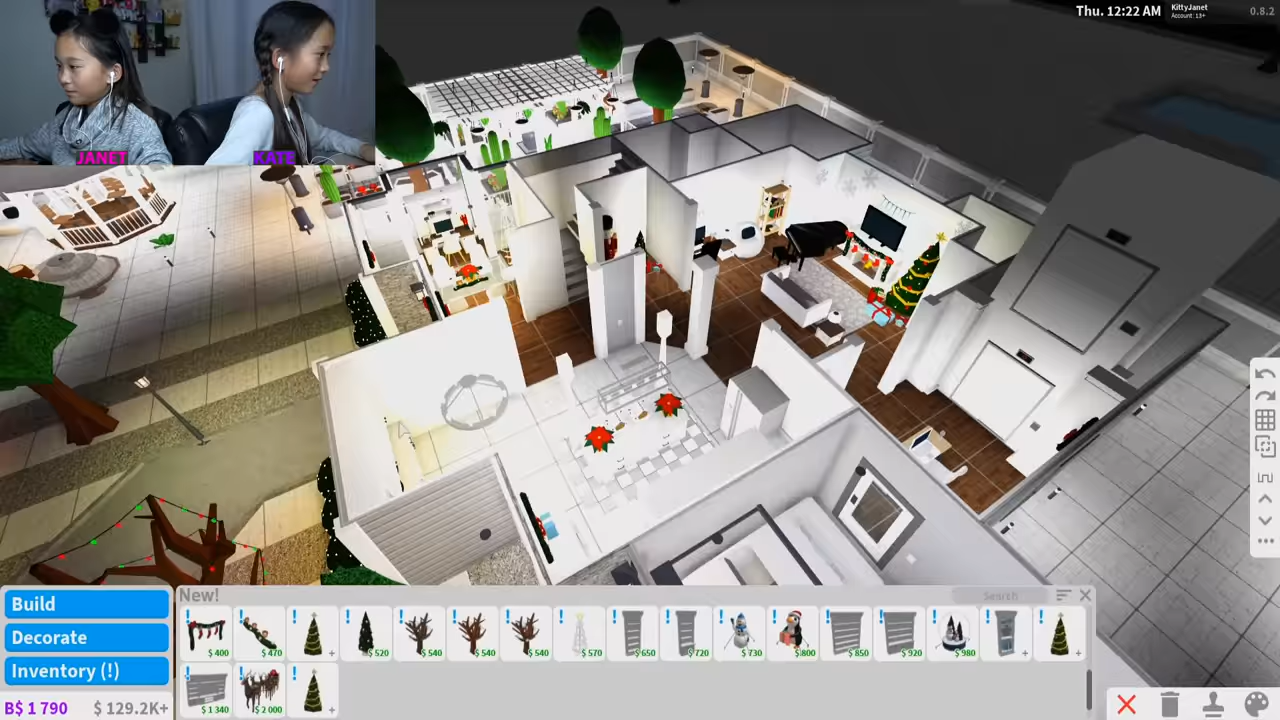 Thu. 12:22 AM
KittyJanet
Account: 13+
0.8.2
JANET
KATE
New!
Search
Build
Decorate
Inventory (!)
B$ 1 790
$ 129.2K+
$ 400
$ 470
+
$ 520
$ 540
$ 540
$ 540
$ 570
$ 650
$ 720
$ 730
$ 800
$ 850
$ 920
$ 980
+
+
$ 1 340
$ 2 000
+